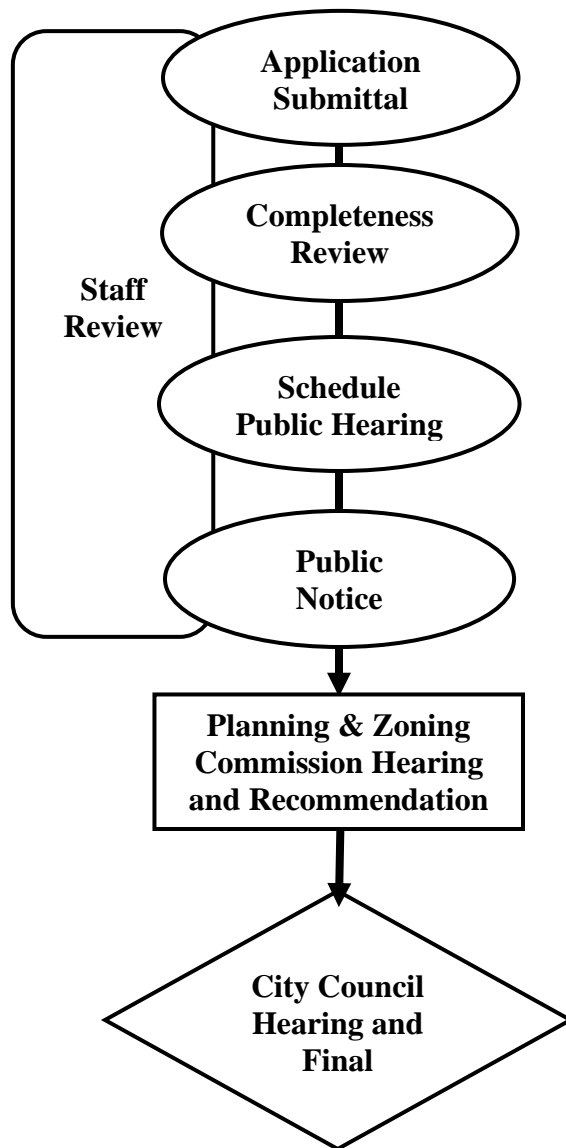 Application
Submittal
Completeness
Review
Staff
Review
Schedule
Public Hearing
Public
Notice
Planning & Zoning
Commission Hearing
and Recommendation
City Council
Hearing and
Final